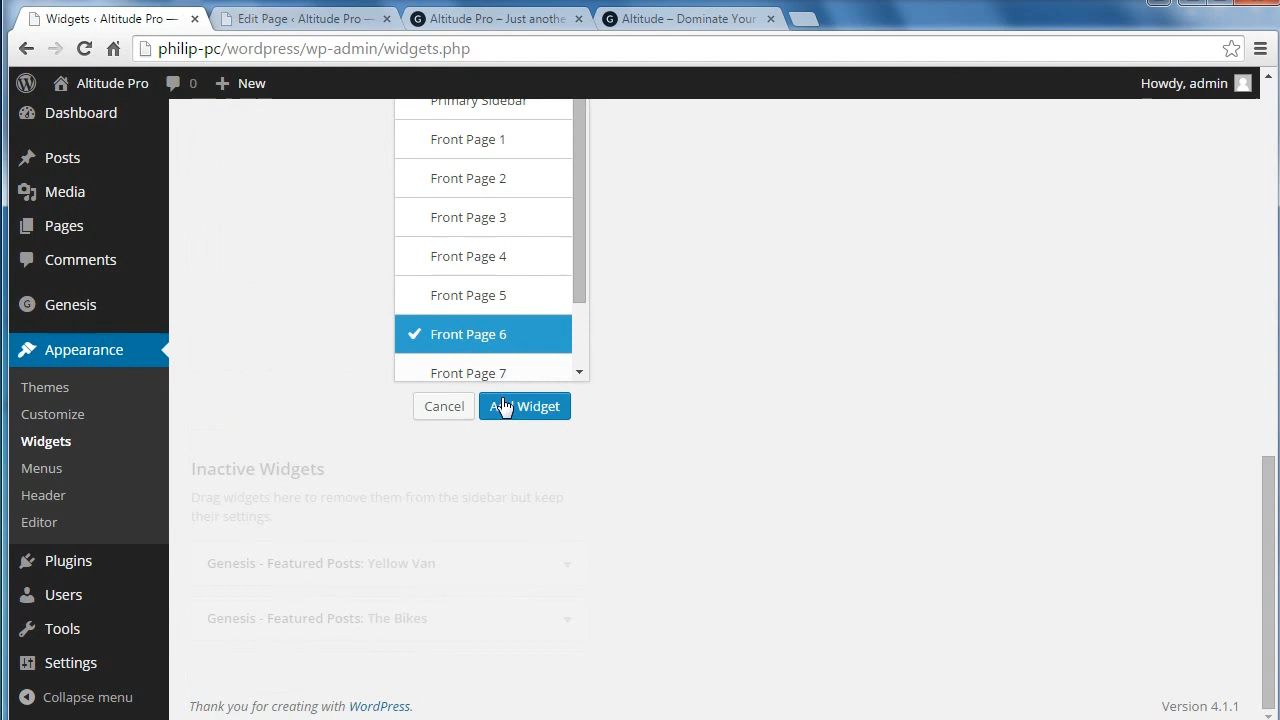 Widgets ‹ Altitude Pro —
Edit Page ‹ Altitude Pro —
Altitude Pro – Just anothe
Altitude – Dominate Your
philip-pc/wordpress/wp-admin/widgets.php
Altitude Pro
0
New
Howdy, admin
Dashboard
Posts
Media
Pages
Comments
Genesis
Appearance
Themes
Customize
Widgets
Menus
Header
Editor
Plugins
Users
Tools
Settings
Collapse menu
Primary Sidebar
Front Page 1
Front Page 2
Front Page 3
Front Page 4
Front Page 5
Front Page 6
Front Page 7
Cancel
Add Widget
Inactive Widgets
Drag widgets here to remove them from the sidebar but keep
their settings.
Genesis - Featured Posts: Yellow Van
Genesis - Featured Posts: The Bikes
Thank you for creating with WordPress.
Version 4.1.1